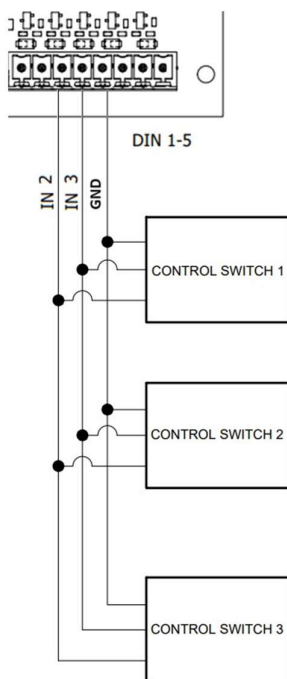 DIN 1-5
IN 2
IN 3
GND
CONTROL SWITCH 1
CONTROL SWITCH 2
CONTROL SWITCH 3